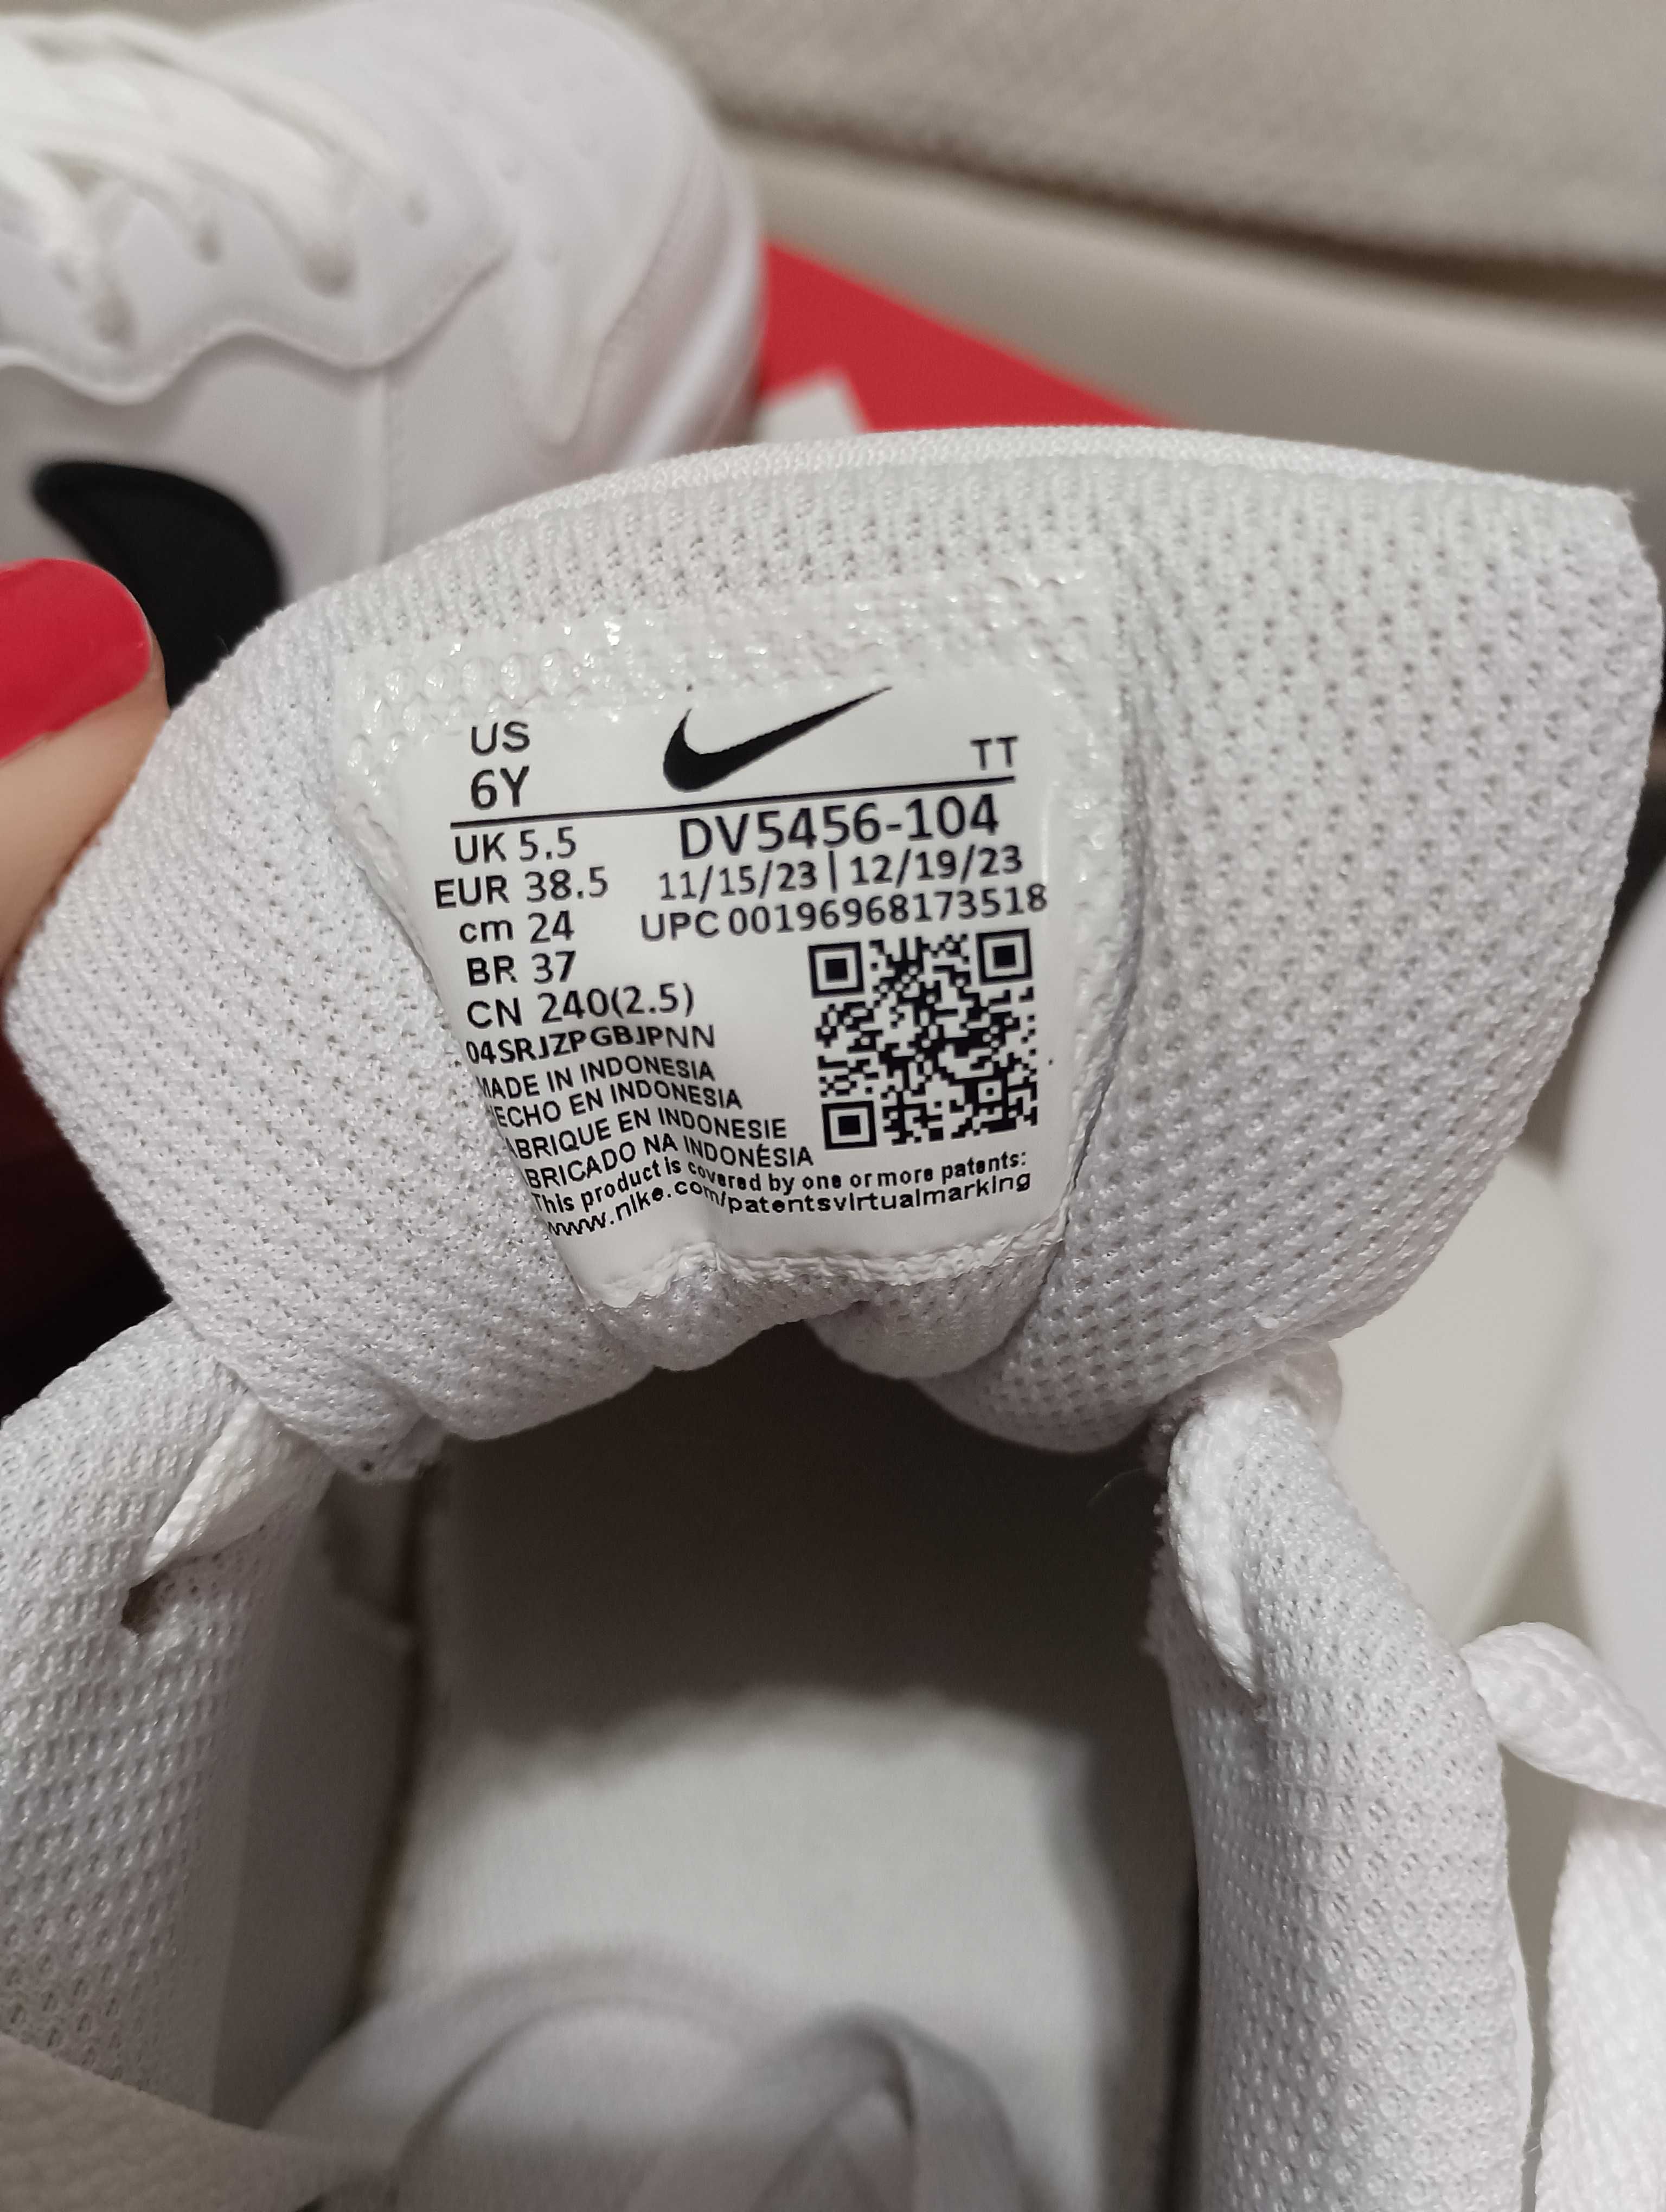 US
6Y
TT
UK 5.5
EUR 38.5
cm 24
BR 37
CN 240(2.5)
DV5456-104
11/15/23 | 12/19/23
UPC 00196968173518
04SRJZPGBJPNN
MADE IN INDONESIA
HECHO EN INDONESIA
ABRIQUE EN INDONESIE
BRICADO NA INDONÉSIA
This product is covered by one or more patents:
www.nike.com/patentsvirtualmarking